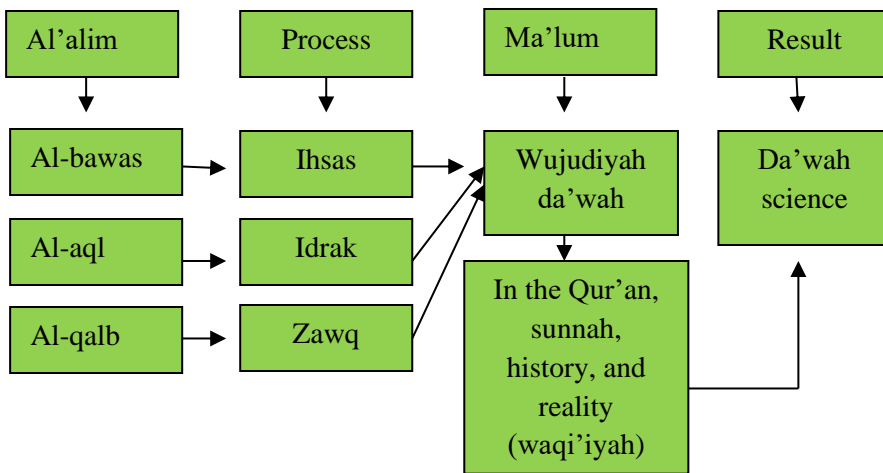 Al’alim
Process
Ma’lum
Result
Al-bawas
Ihsas
Wujudiyah
da’wah
Da’wah
science
Al-aql
Idrak
In the Qur’an,
sunnah,
history, and
reality
(waqi’iyah)
Al-qalb
Zawq